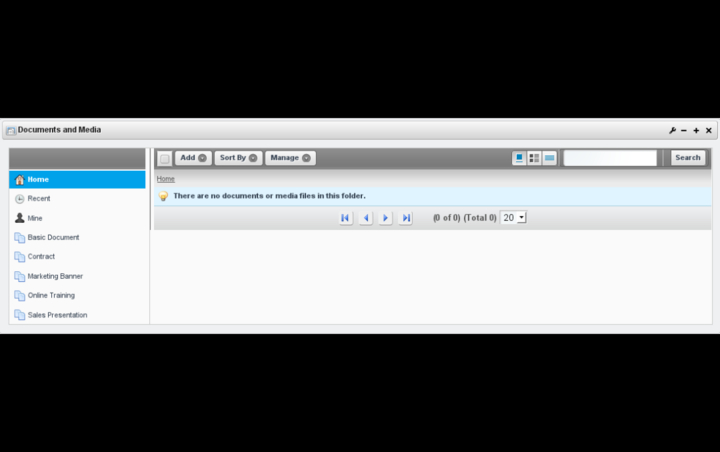 Documents and Media
Add
Sort By
Manage
Search
Home
Recent
Mine
Basic Document
Contract
Marketing Banner
Online Training
Sales Presentation
Home
There are no documents or media files in this folder.
(0 of 0) (Total 0) 20